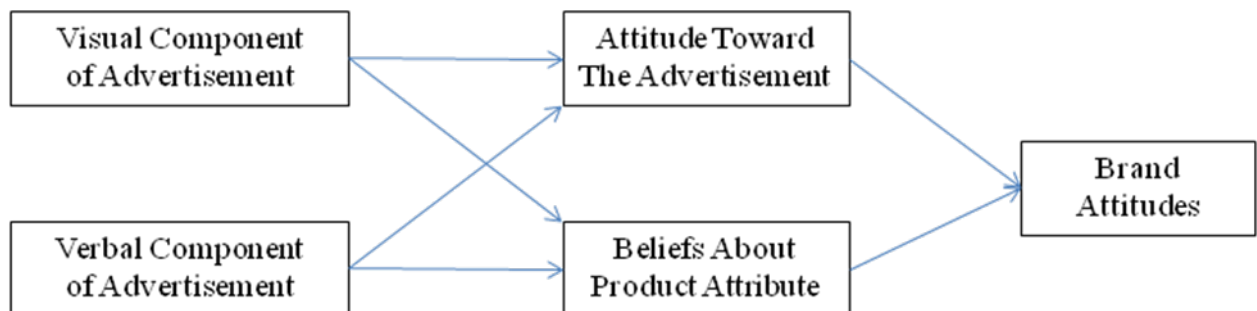 Visual Component
of Advertisement
Attitude Toward
The Advertisement
Brand
Attitudes
Verbal Component
of Advertisement
Beliefs About
Product Attribute